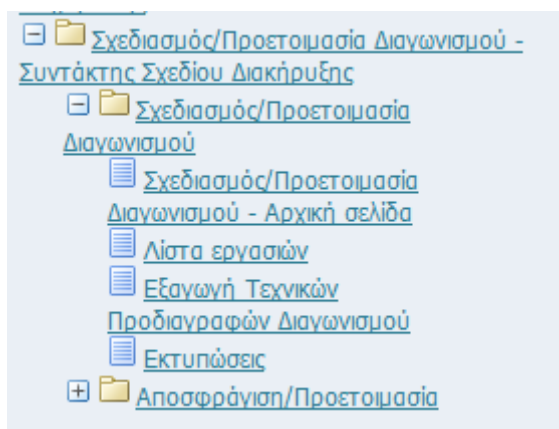 Σχεδιασμός/Προετοιμασία Διαγωνισμού -
Συντάκτης Σχεδίου Διακήρυξης
Σχεδιασμός/Προετοιμασία
Διαγωνισμού
Σχεδιασμός/Προετοιμασία
Διαγωνισμού - Αρχική σελίδα
Λίστα εργασιών
Εξαγωγή Τεχνικών
Προδιαγραφών Διαγωνισμού
Εκτυπώσεις
Αποσφράγιση/Προετοιμασία